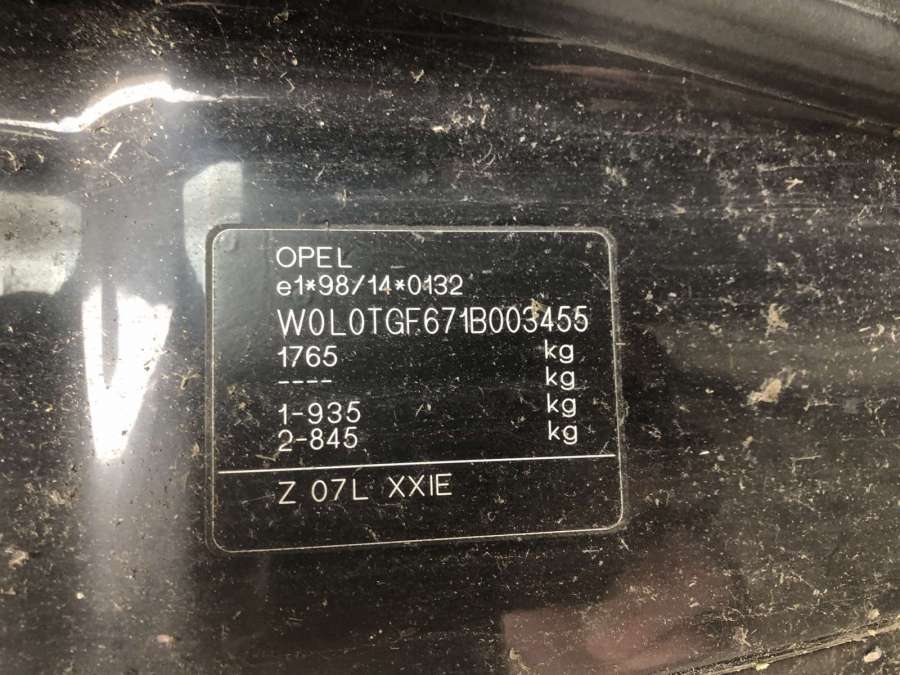 OPEL
e1*98/14*0132
W0L0TGF671B003455
1765 kg
---- kg
1-935 kg
2-845 kg
Z 07L XXIE